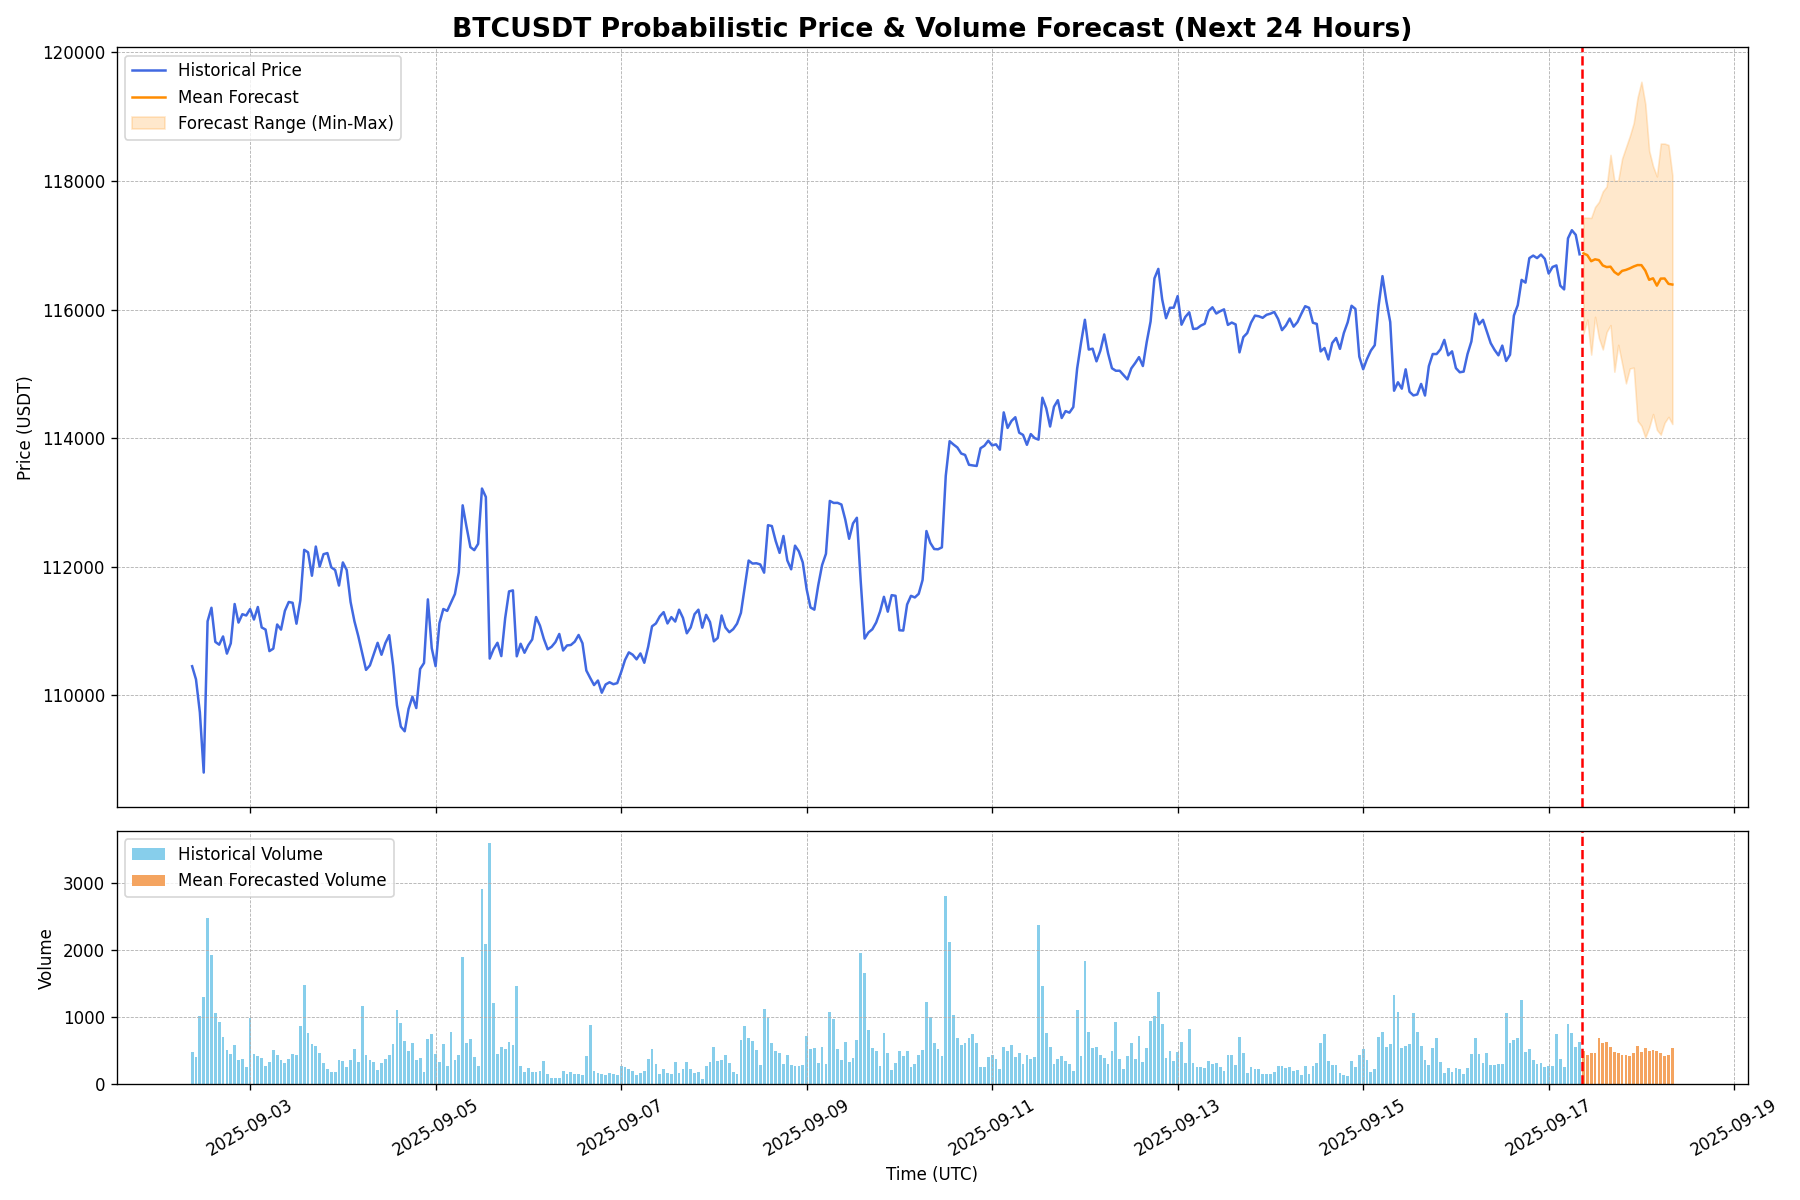 BTCUSDT Probabilistic Price & Volume Forecast (Next 24 Hours)
Historical Price
Mean Forecast
Forecast Range (Min-Max)
120000
118000
116000
114000
112000
110000
Price (USDT)
Historical Volume
Mean Forecasted Volume
3000
2000
1000
0
Volume
2025-09-03
2025-09-05
2025-09-07
2025-09-09
2025-09-11
2025-09-13
2025-09-15
2025-09-17
2025-09-19
Time (UTC)